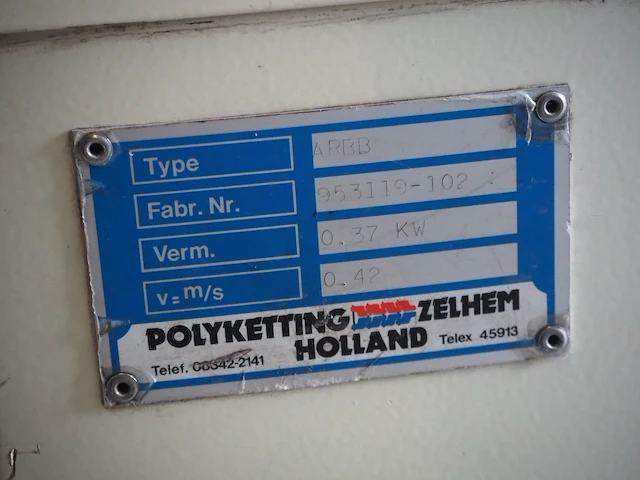 Type ARBB
Fabr. Nr. 953119-102
Verm. 0.37 KW
v=m/s 0.42
POLYKETTING ZELHEM
HOLLAND
Telef. 08342-2141 Telex 45913